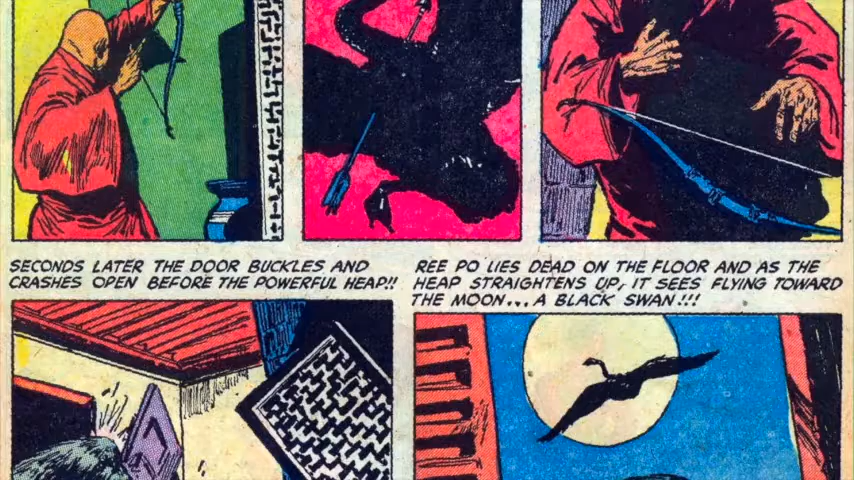 SECONDS LATER THE DOOR BUCKLES AND
CRASHES OPEN BEFORE THE POWERFUL HEAP!!
REE PO LIES DEAD ON THE FLOOR AND AS THE
HEAP STRAIGHTENS UP, IT SEES FLYING TOWARD
THE MOON... A BLACK SWAN!!!